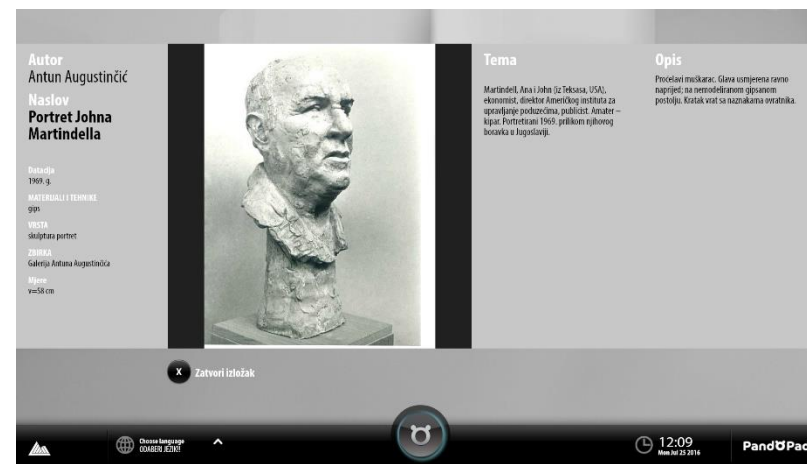 Autor
Antun Augustinčić
Naslov
Portret Johna
Martindella
Datacija
1969. g.
MATERIJALI I TEHNIKE
gips
VRSTA
skulptura portret
ZBIRKA
Galerija Antuna Augustinčića
Mjere
v=58 cm
Tema
Martindell, Ana i John (iz Teksasa, USA),
ekonomist, direktor Američkog instituta za
upravljanje poduzećima, publicist. Amater –
kipar. Portretirani 1969. prilikom njihovog
boravka u Jugoslaviji.
Opis
Proćelavi muškarac. Glava usmjerena ravno
naprijed; na nemodeliranom gipsanom
postolju. Kratak vrat sa naznakama ovratnika.
X Zatvori izložak
Choose language
ODABERI JEZIK!
12:09
Mon Jul 25 2016
PandOPad